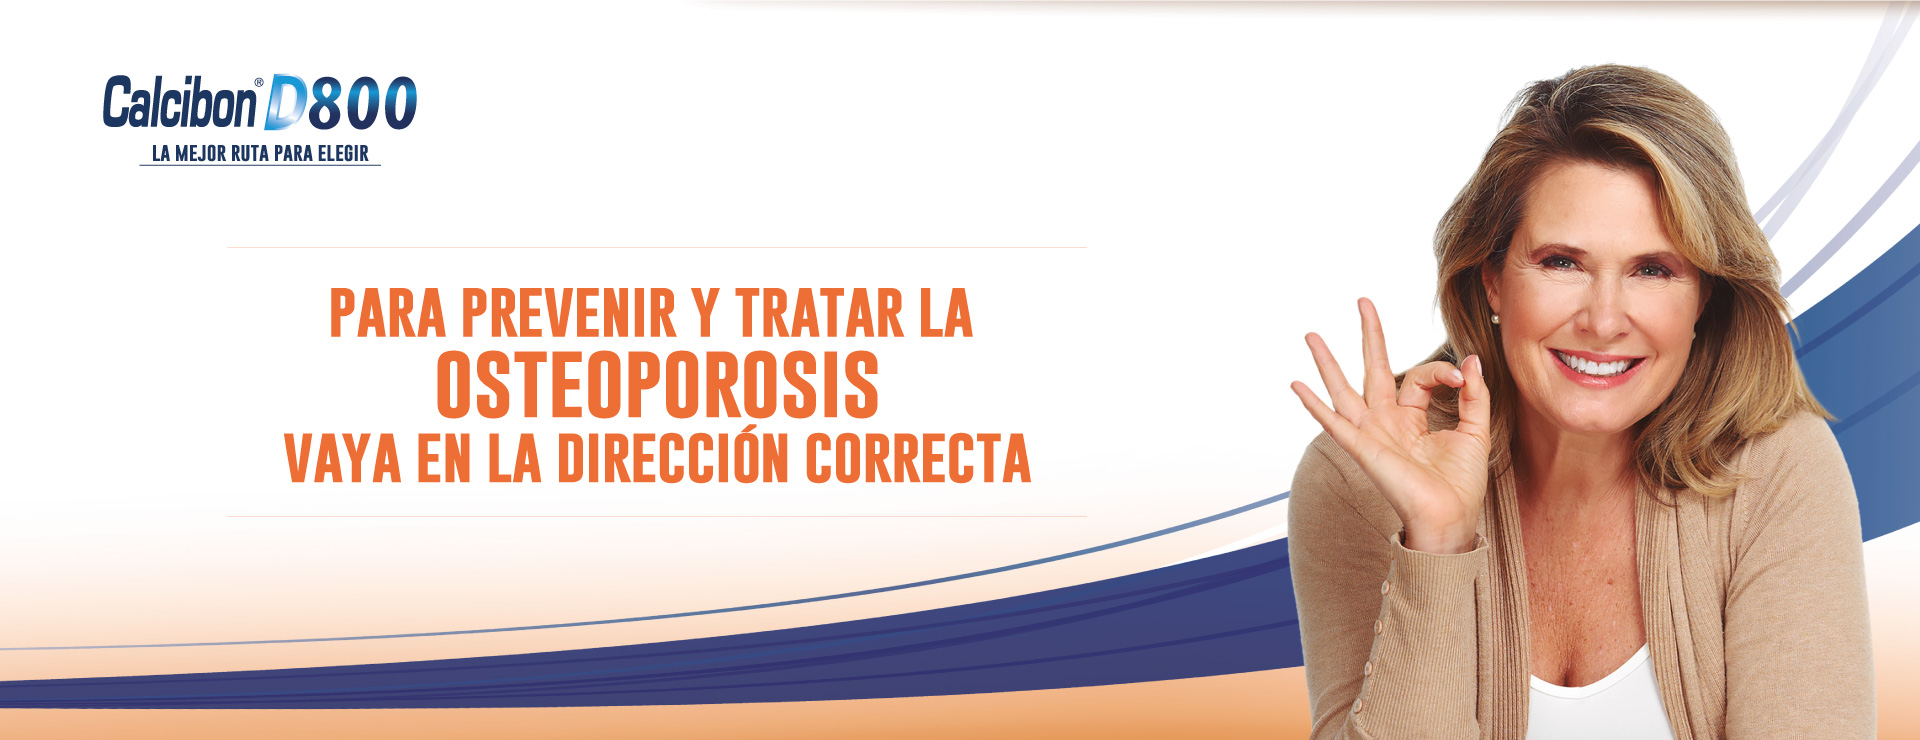 Calcibon® D800
LA MEJOR RUTA PARA ELEGIR
PARA PREVENIR Y TRATAR LA
OSTEOPOROSIS
VAYA EN LA DIRECCIÓN CORRECTA